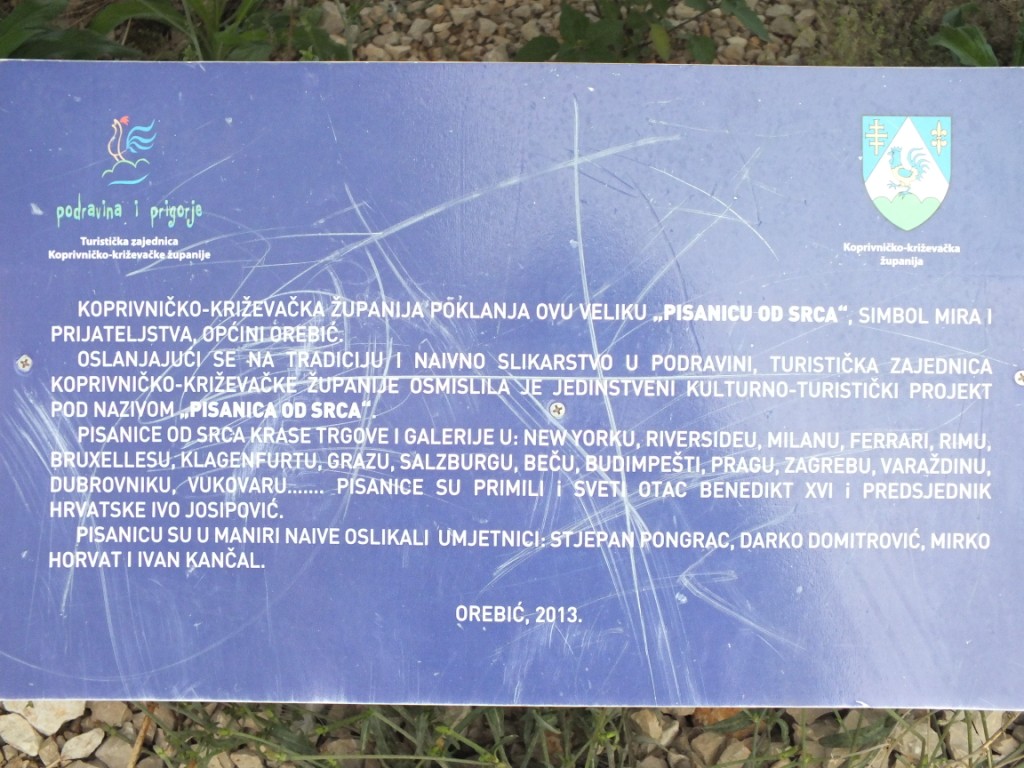 podravina i prigorje
Turistička zajednica
Koprivničko-križevačke županije
Koprivničko-križevačka
županija
KOPRIVNIČKO-KRIŽEVAČKA ŽUPANIJA POKLANJA OVU VELIKU „PISANICU OD SRCA“, SIMBOL MIRA I
PRIJATELJSTVA, OPĆINI OREBIĆ.
OSLANJAJUĆI SE NA TRADICIJU I NAIVNO SLIKARSTVO U PODRAVINI, TURISTIČKA ZAJEDNICA
KOPRIVNIČKO-KRIŽEVAČKE ŽUPANIJE OSMISLILA JE JEDINSTVENI KULTURNO-TURISTIČKI PROJEKT
POD NAZIVOM „PISANICA OD SRCA“.
PISANICE OD SRCA KRASE TRGOVE I GALERIJE U: NEW YORKU, RIVERSIDEU, MILANU, FERRARI, RIMU,
BRUXELLESU, KLAGENFURTU, GRAZU, SALZBURGU, BEČU, BUDIMPEŠTI, PRAGU, ZAGREBU, VARAŽDINU,
DUBROVNIKU, VUKOVARU....... PISANICE SU PRIMILI i SVETI OTAC BENEDIKT XVI i PREDSJEDNIK
HRVATSKE IVO JOSIPOVIĆ.
PISANICU SU U MANIRI NAIVE OSLIKALI UMJETNICI: STJEPAN PONGRAC, DARKO DOMITROVIĆ, MIRKO
HORVAT I IVAN KANČAL.
OREBIĆ, 2013.